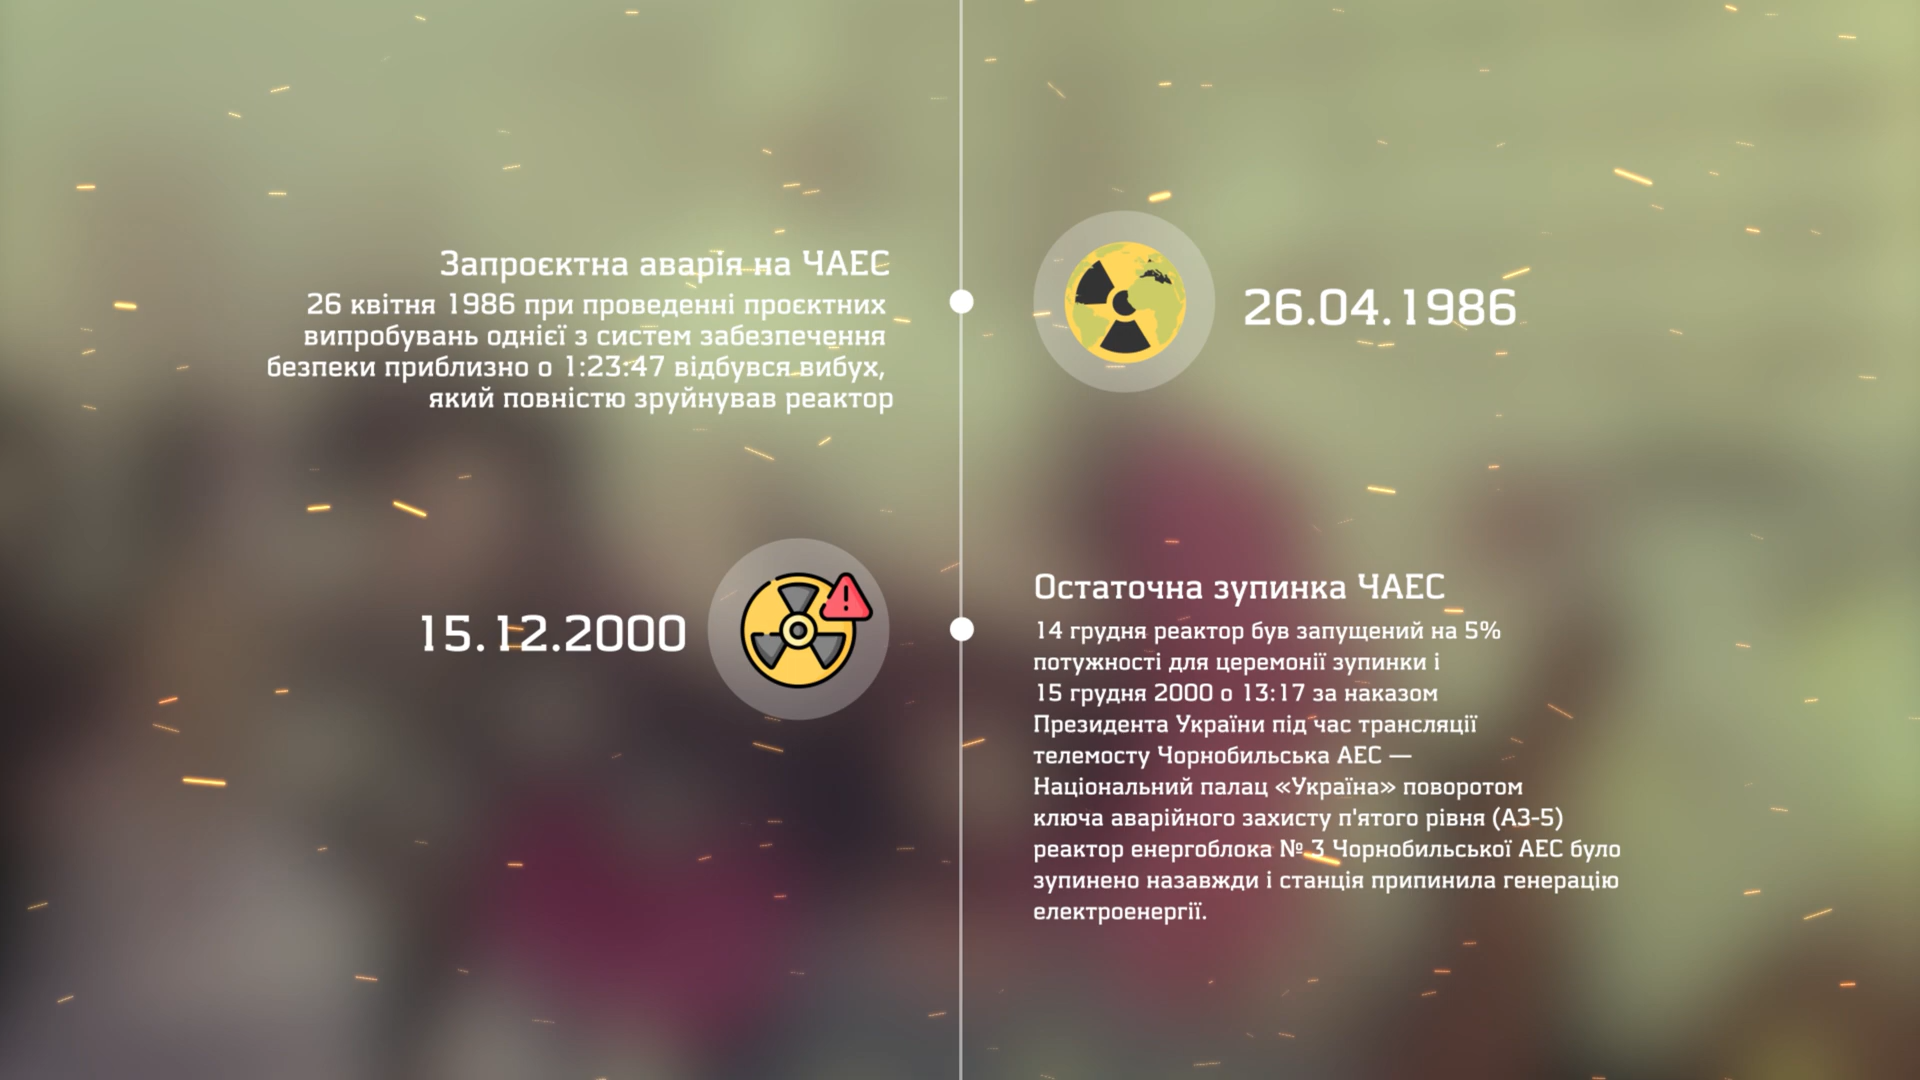 Запроєктна аварія на ЧАЕС
26 квітня 1986 при проведенні проєктних
випробувань однієї з систем забезпечення
безпеки приблизно о 1:23:47 відбувся вибух,
який повністю зруйнував реактор
26.04.1986
15.12.2000
Остаточна зупинка ЧАЕС
14 грудня реактор був запущений на 5%
потужності для церемонії зупинки і
15 грудня 2000 о 13:17 за наказом
Президента України під час трансляції
телемосту Чорнобильська АЕС —
Національний палац «Україна» поворотом
ключа аварійного захисту п'ятого рівня (АЗ-5)
реактор енергоблока № 3 Чорнобильської АЕС було
зупинено назавжди і станція припинила генерацію
електроенергії.